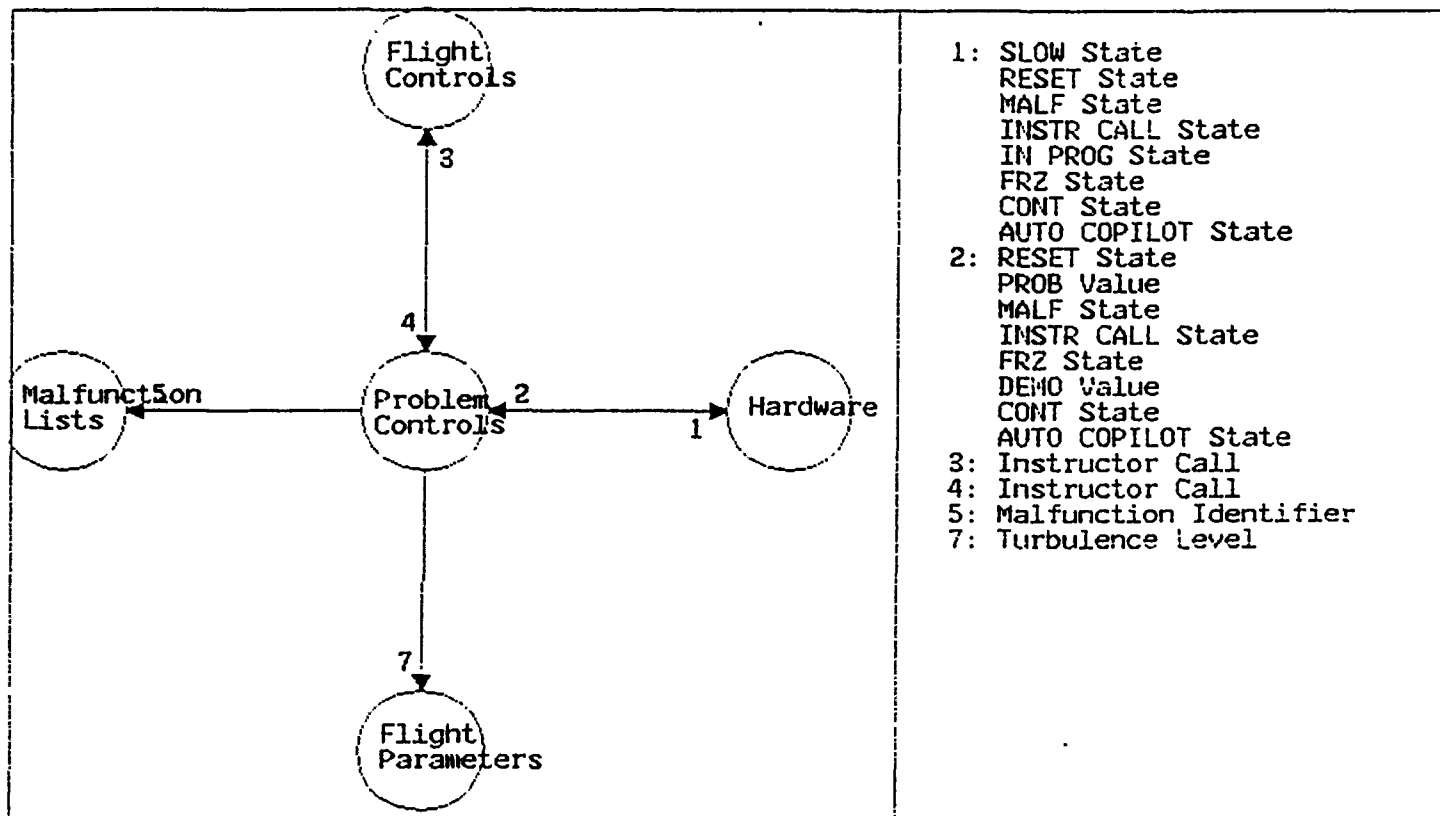 Flight
Controls
3
4
Malfunct5on
Lists
Problem
Controls
2
1
Hardware
7
Flight
Parameters
1: SLOW State
RESET State
MALF State
INSTR CALL State
IN PROG State
FRZ State
CONT State
AUTO COPILOT State
2: RESET State
PROB Value
MALF State
INSTR CALL State
FRZ State
DEMO Value
CONT State
AUTO COPILOT State
3: Instructor Call
4: Instructor Call
5: Malfunction Identifier
7: Turbulence Level